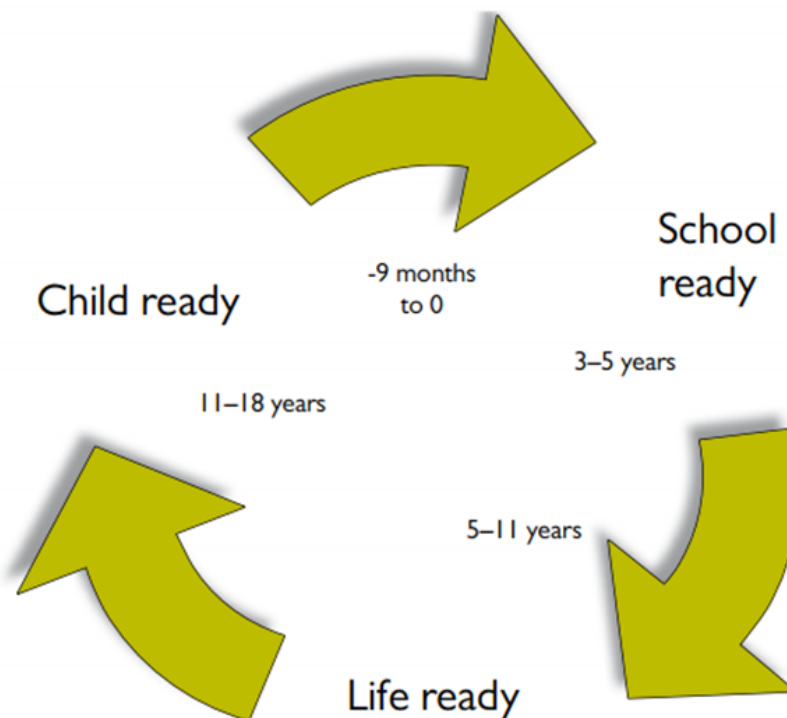 School
ready
-9 months
to 0
Child ready
3–5 years
11–18 years
5–11 years
Life ready